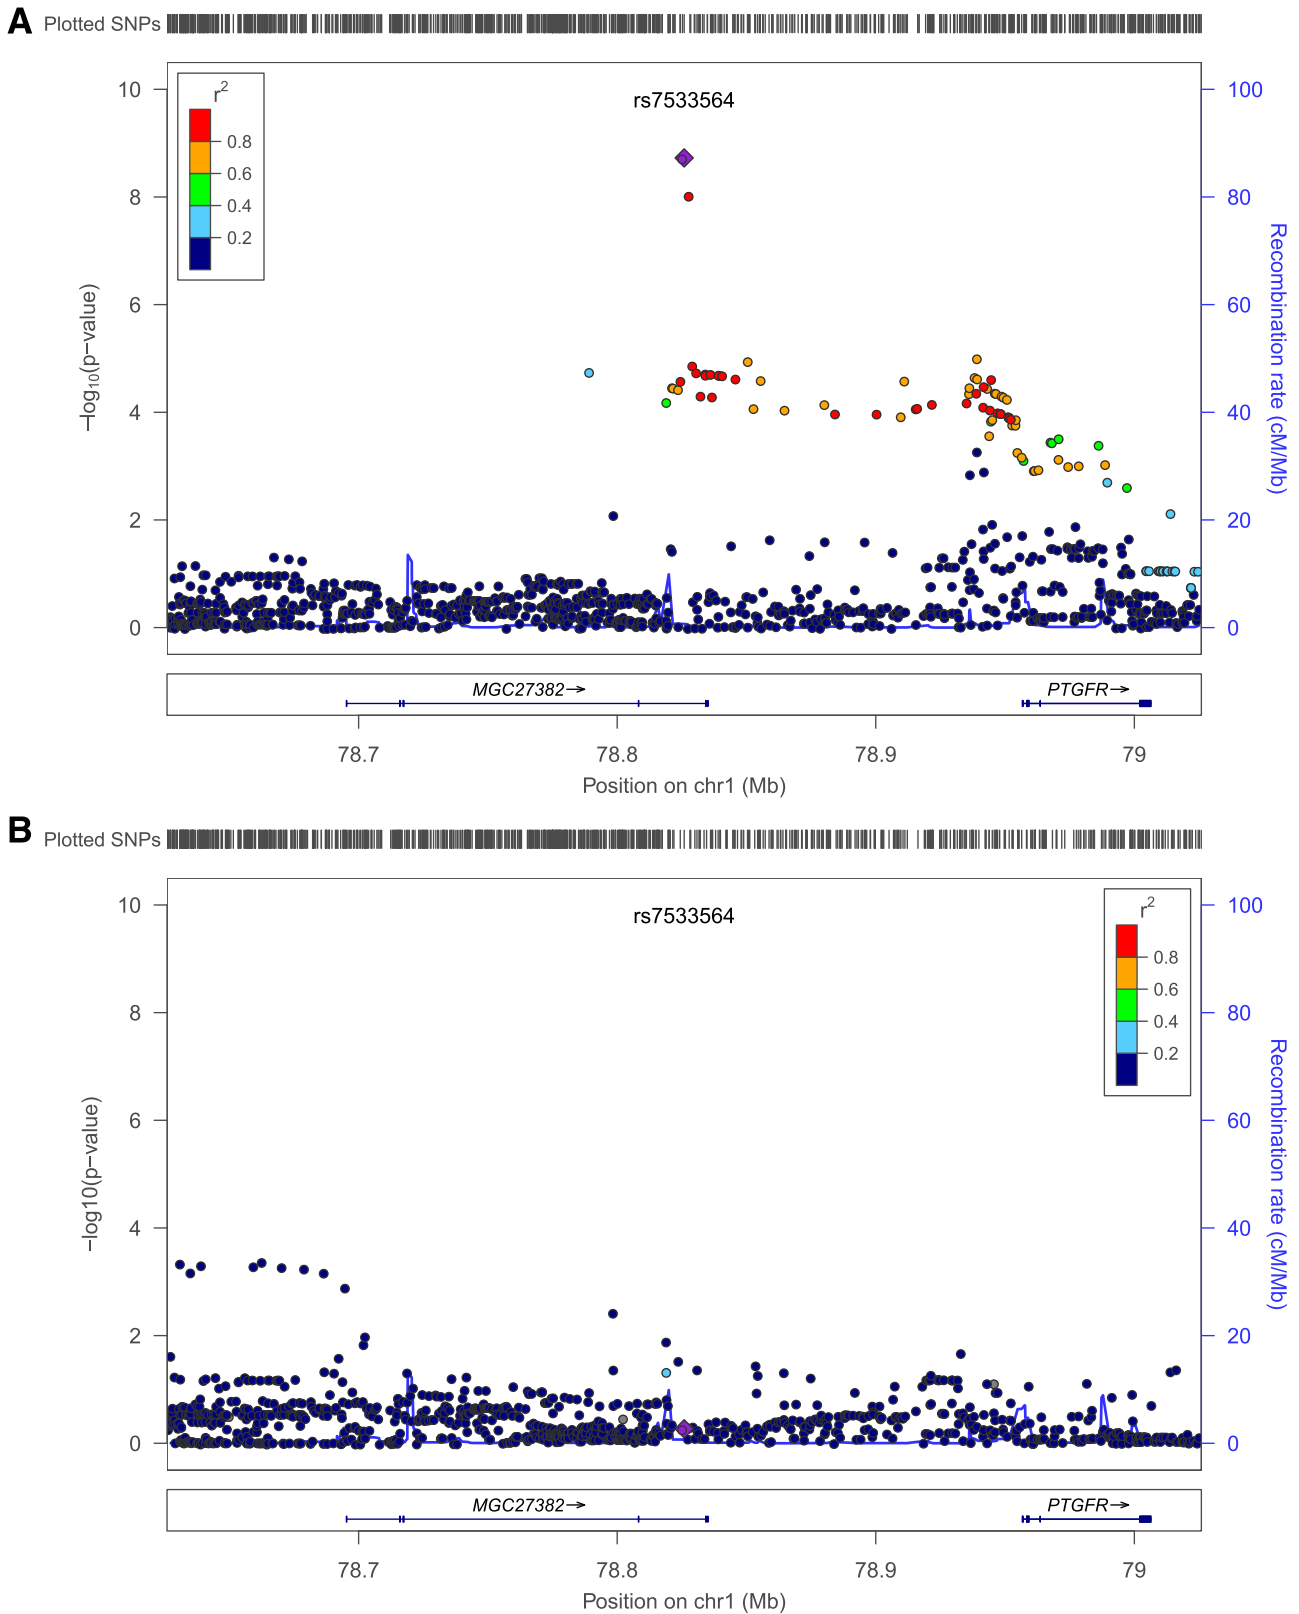 A
Plotted SNPs
rs7533564
r2
0.8
0.6
0.4
0.2
10
8
6
4
2
0
−log10(p−value)
100
80
60
40
20
0
Recombination rate (cM/Mb)
MGC27382→
PTGFR→
78.7 78.8 78.9 79
Position on chr1 (Mb)
B
Plotted SNPs
rs7533564
r2
0.8
0.6
0.4
0.2
10
8
6
4
2
0
−log10(p−value)
100
80
60
40
20
0
Recombination rate (cM/Mb)
MGC27382→
PTGFR→
78.7 78.8 78.9 79
Position on chr1 (Mb)